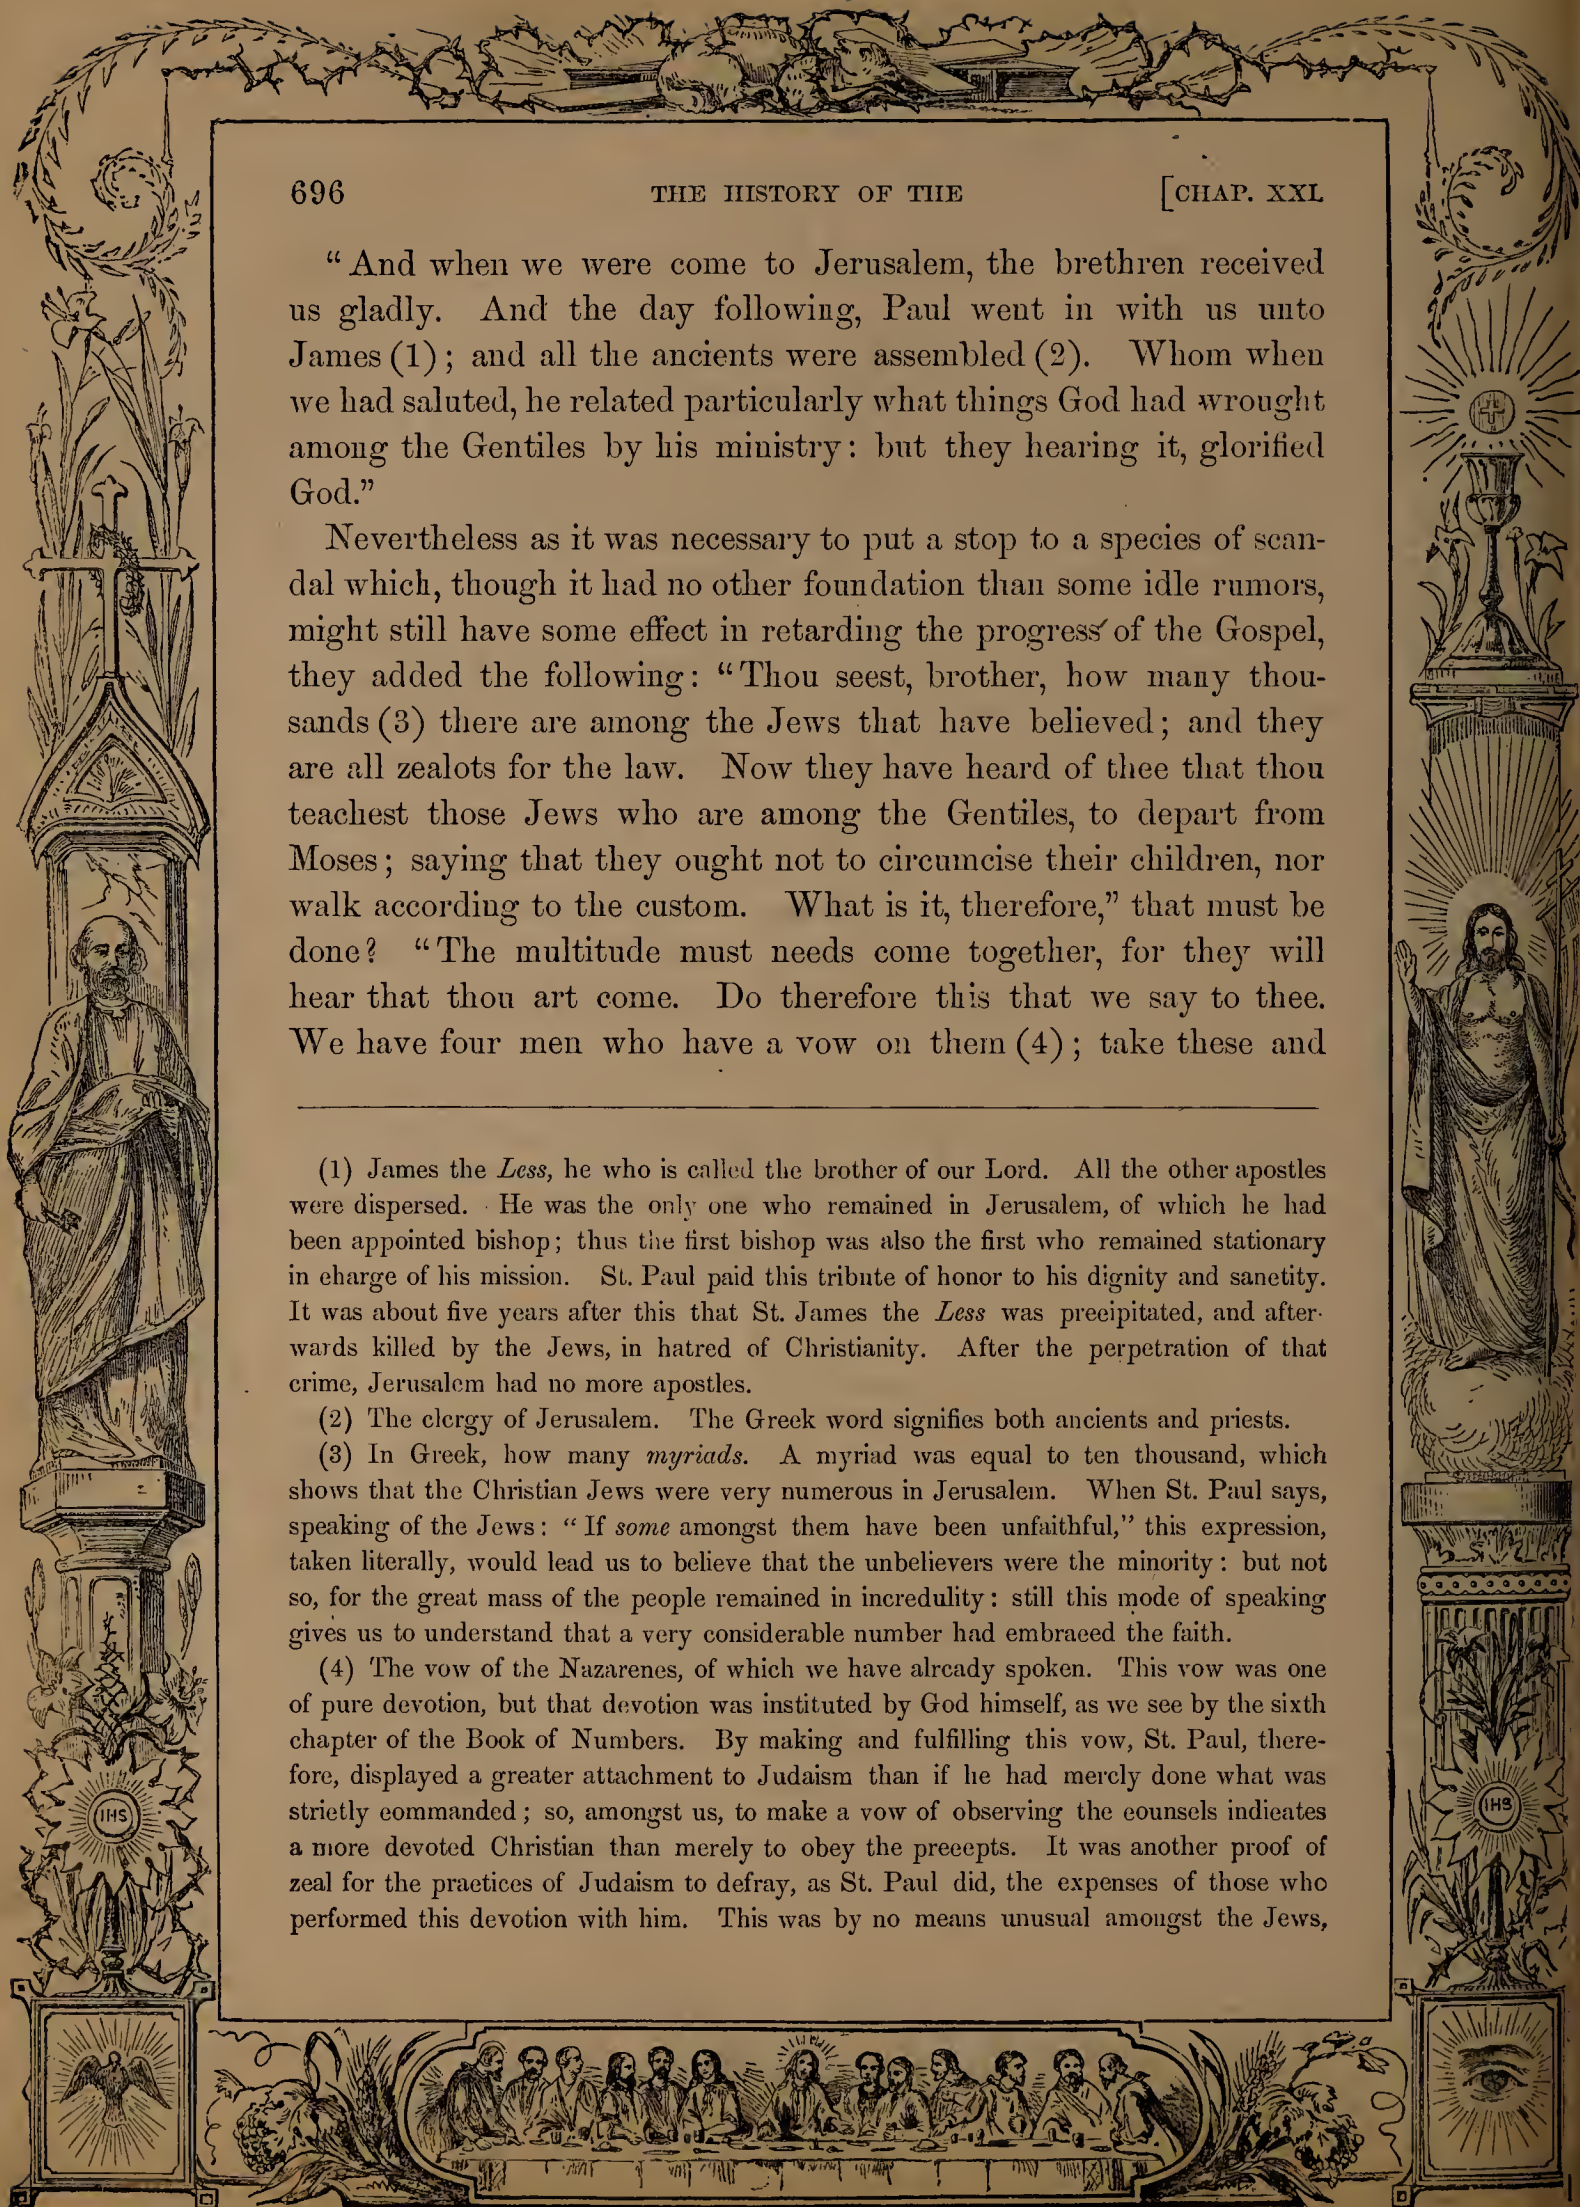 696 THE HISTORY OF THE [CHAP. XXI.
“And when we were come to Jerusalem, the brethren received
us gladly. And the day following, Paul went in with us unto
James (1); and all the ancients were assembled (2). Whom when
we had saluted, he related particularly what things God had wrought
among the Gentiles by his ministry: but they hearing it, glorified
God.”
Nevertheless as it was necessary to put a stop to a species of scan-
dal which, though it had no other foundation than some idle rumors,
might still have some effect in retarding the progress of the Gospel,
they added the following: “Thou seest, brother, how many thou-
sands (3) there are among the Jews that have believed; and they
are all zealots for the law. Now they have heard of thee that thou
teachest those Jews who are among the Gentiles, to depart from
Moses; saying that they ought not to circumcise their children, nor
walk according to the custom. What is it, therefore,” that must be
done? “The multitude must needs come together, for they will
hear that thou art come. Do therefore this that we say to thee.
We have four men who have a vow on them (4); take these and
(1) James the Less, he who is called the brother of our Lord. All the other apostles
were dispersed. He was the only one who remained in Jerusalem, of which he had
been appointed bishop; thus the first bishop was also the first who remained stationary
in charge of his mission. St. Paul paid this tribute of honor to his dignity and sanctity.
It was about five years after this that St. James the Less was precipitated, and after-
wards killed by the Jews, in hatred of Christianity. After the perpetration of that
crime, Jerusalem had no more apostles.
(2) The clergy of Jerusalem. The Greek word signifies both ancients and priests.
(3) In Greek, how many myriads. A myriad was equal to ten thousand, which
shows that the Christian Jews were very numerous in Jerusalem. When St. Paul says,
speaking of the Jews: “If some amongst them have been unfaithful,” this expression,
taken literally, would lead us to believe that the unbelievers were the minority: but not
so, for the great mass of the people remained in incredulity: still this mode of speaking
gives us to understand that a very considerable number had embraced the faith.
(4) The vow of the Nazarenes, of which we have already spoken. This vow was one
of pure devotion, but that devotion was instituted by God himself, as we see by the sixth
chapter of the Book of Numbers. By making and fulfilling this vow, St. Paul, there-
fore, displayed a greater attachment to Judaism than if he had merely done what was
strictly commanded; so, amongst us, to make a vow of observing the counsels indicates
a more devoted Christian than merely to obey the precepts. It was another proof of
zeal for the practices of Judaism to defray, as St. Paul did, the expenses of those who
performed this devotion with him. This was by no means unusual amongst the Jews,
IHS
IHS